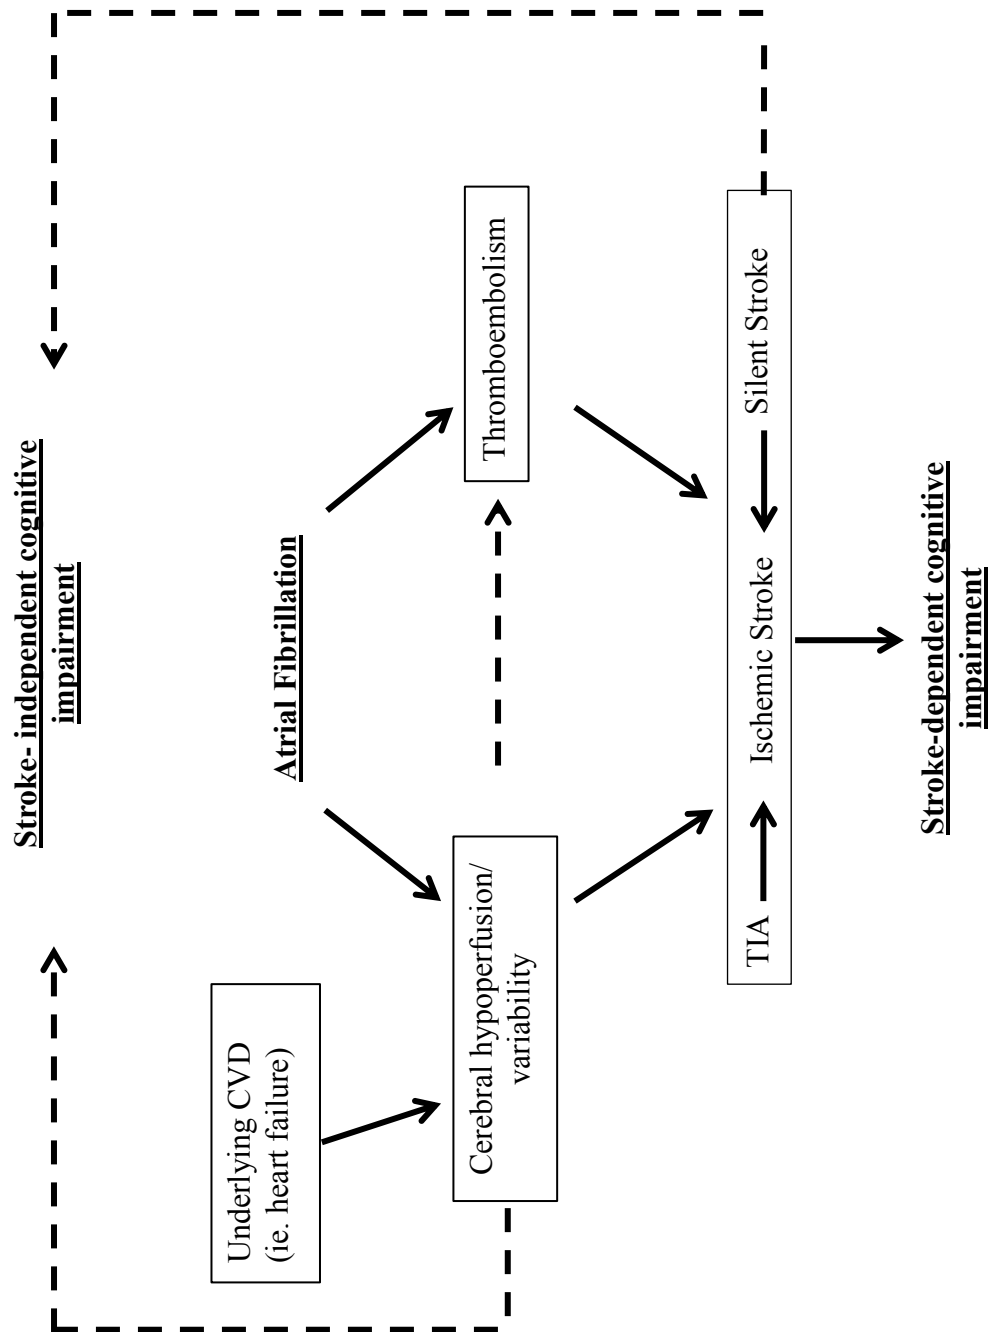 Stroke- independent cognitive
impairment
Atrial Fibrillation
Underlying CVD
(ie. heart failure)
Cerebral hypoperfusion/
variability
Thromboembolism
TIA
Ischemic Stroke
Silent Stroke
Stroke-dependent cognitive
impairment